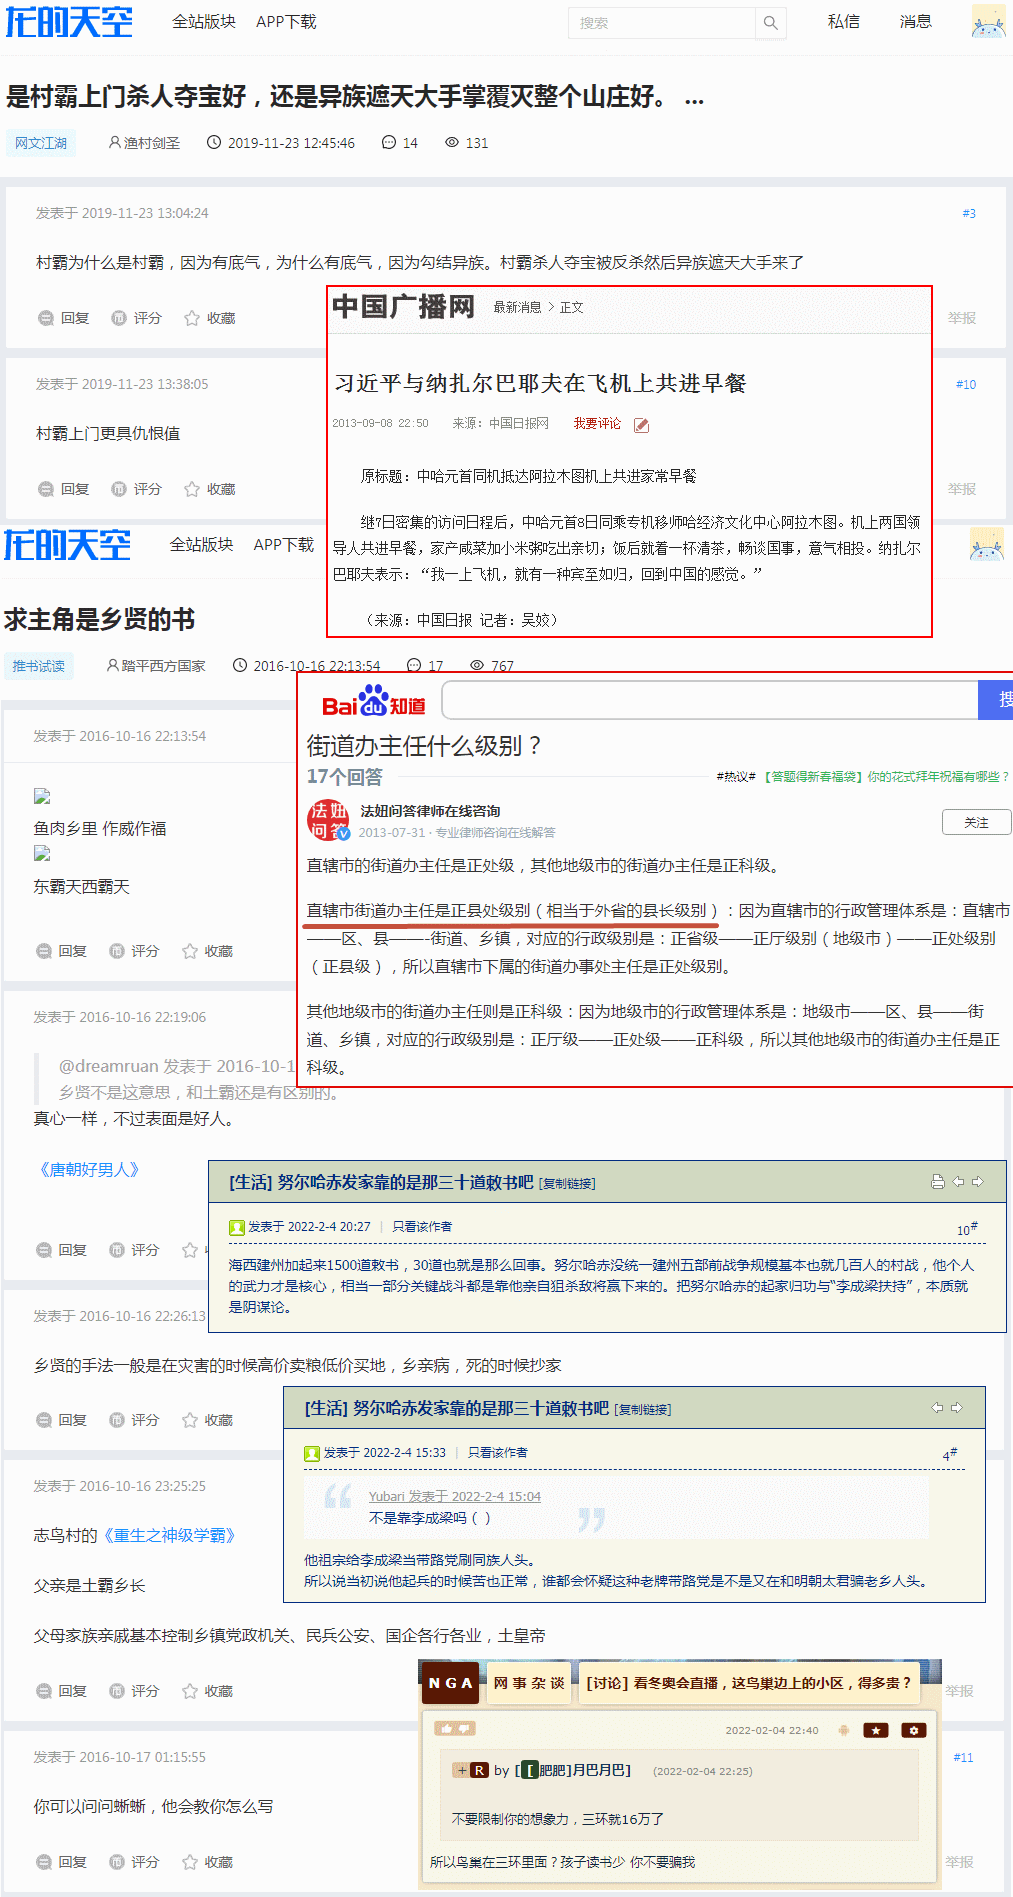 龙的天空 全站版块 APP下载 搜索 私信 消息
是村霸上门杀人夺宝好，还是异族遮天大手掌覆灭整个山庄好。 ...
网文江湖 渔村剑圣 2019-11-23 12:45:46 14 131
发表于 2019-11-23 13:04:24 #3
村霸为什么是村霸，因为有底气，为什么有底气，因为勾结异族。村霸杀人夺宝被反杀然后异族遮天大手来了
回复 评分 收藏 举报
发表于 2019-11-23 13:38:05 #10
村霸上门更具仇恨值
回复 评分 收藏 举报
中国广播网 最新消息 > 正文
习近平与纳扎尔巴耶夫在飞机上共进早餐
2013-09-08 22:50 来源：中国日报网 我要评论
原标题：中哈元首同机抵达阿拉木图机上共进家常早餐
继7日密集的访问日程后，中哈元首8日同乘专机移师哈经济文化中心阿拉木图。机上两国领
导人共进早餐，家产咸菜加小米粥吃出亲切；饭后就着一杯清茶，畅谈国事，意气相投。纳扎尔
巴耶夫表示：“我一上飞机，就有一种宾至如归，回到中国的感觉。”
（来源：中国日报 记者：吴姣）
龙的天空 全站版块 APP下载
求主角是乡贤的书
推书试读 踏平西方国家 2016-10-16 22:13:54 17 767
发表于 2016-10-16 22:13:54
鱼肉乡里 作威作福
东霸天西霸天
回复 评分 收藏
Baidu知道 搜
街道办主任什么级别？
17个回答 #热议# 【答题得新春福袋】你的花式拜年祝福有哪些？
法妞问答 法妞问答律师在线咨询
2013-07-31 · 专业律师咨询在线解答 关注
直辖市的街道办主任是正处级，其他地级市的街道办主任是正科级。
直辖市街道办主任是正县处级别（相当于外省的县长级别）：因为直辖市的行政管理体系是：直辖市
——区、县——-街道、乡镇，对应的行政级别是：正省级——正厅级别（地级市）——正处级别
（正县级），所以直辖市下属的街道办事处主任是正处级别。
其他地级市的街道办主任则是正科级：因为地级市的行政管理体系是：地级市——区、县——街
道、乡镇，对应的行政级别是：正厅级——正处级——正科级，所以其他地级市的街道办主任是正
科级。
发表于 2016-10-16 22:19:06
@dreamruan 发表于 2016-10-1
乡贤不是这意思，和土霸还是有区别的。
真心一样，不过表面是好人。
《唐朝好男人》
回复 评分
[生活] 努尔哈赤发家靠的是那三十道敕书吧 [复制链接]
发表于 2022-2-4 20:27 | 只看该作者 10#
海西建州加起来1500道敕书，30道也就是那么回事。努尔哈赤没统一建州五部前战争规模基本也就几百人的村战，他个人
的武力才是核心，相当一部分关键战斗都是靠他亲自狙杀敌将赢下来的。把努尔哈赤的起家归功与“李成梁扶持”，本质就
是阴谋论。
发表于 2016-10-16 22:26:13
乡贤的手法一般是在灾害的时候高价卖粮低价买地，乡亲病，死的时候抄家
回复 评分 收藏
[生活] 努尔哈赤发家靠的是那三十道敕书吧 [复制链接]
发表于 2022-2-4 15:33 | 只看该作者 4#
Yubari 发表于 2022-2-4 15:04
不是靠李成梁吗（ ）
他祖宗给李成梁当带路党刷同族人头。
所以说当初说他起兵的时候苦也正常，谁都会怀疑这种老牌带路党是不是又在和明朝太君骗老乡人头。
发表于 2016-10-16 23:25:25
志鸟村的《重生之神级学霸》
父亲是土霸乡长
父母家族亲戚基本控制乡镇党政机关、民兵公安、国企各行各业，土皇帝
回复 评分 收藏 举报
NGA 网事杂谈 [讨论] 看冬奥会直播，这鸟巢边上的小区，得多贵？
2022-02-04 22:40
+ R by [[肥肥]月巴月巴] (2022-02-04 22:25)
不要限制你的想象力，三环就16万了
所以鸟巢在三环里面？孩子读书少 你不要骗我
发表于 2016-10-17 01:15:55 #11
你可以问问蜥蜥，他会教你怎么写
回复 评分 收藏 举报